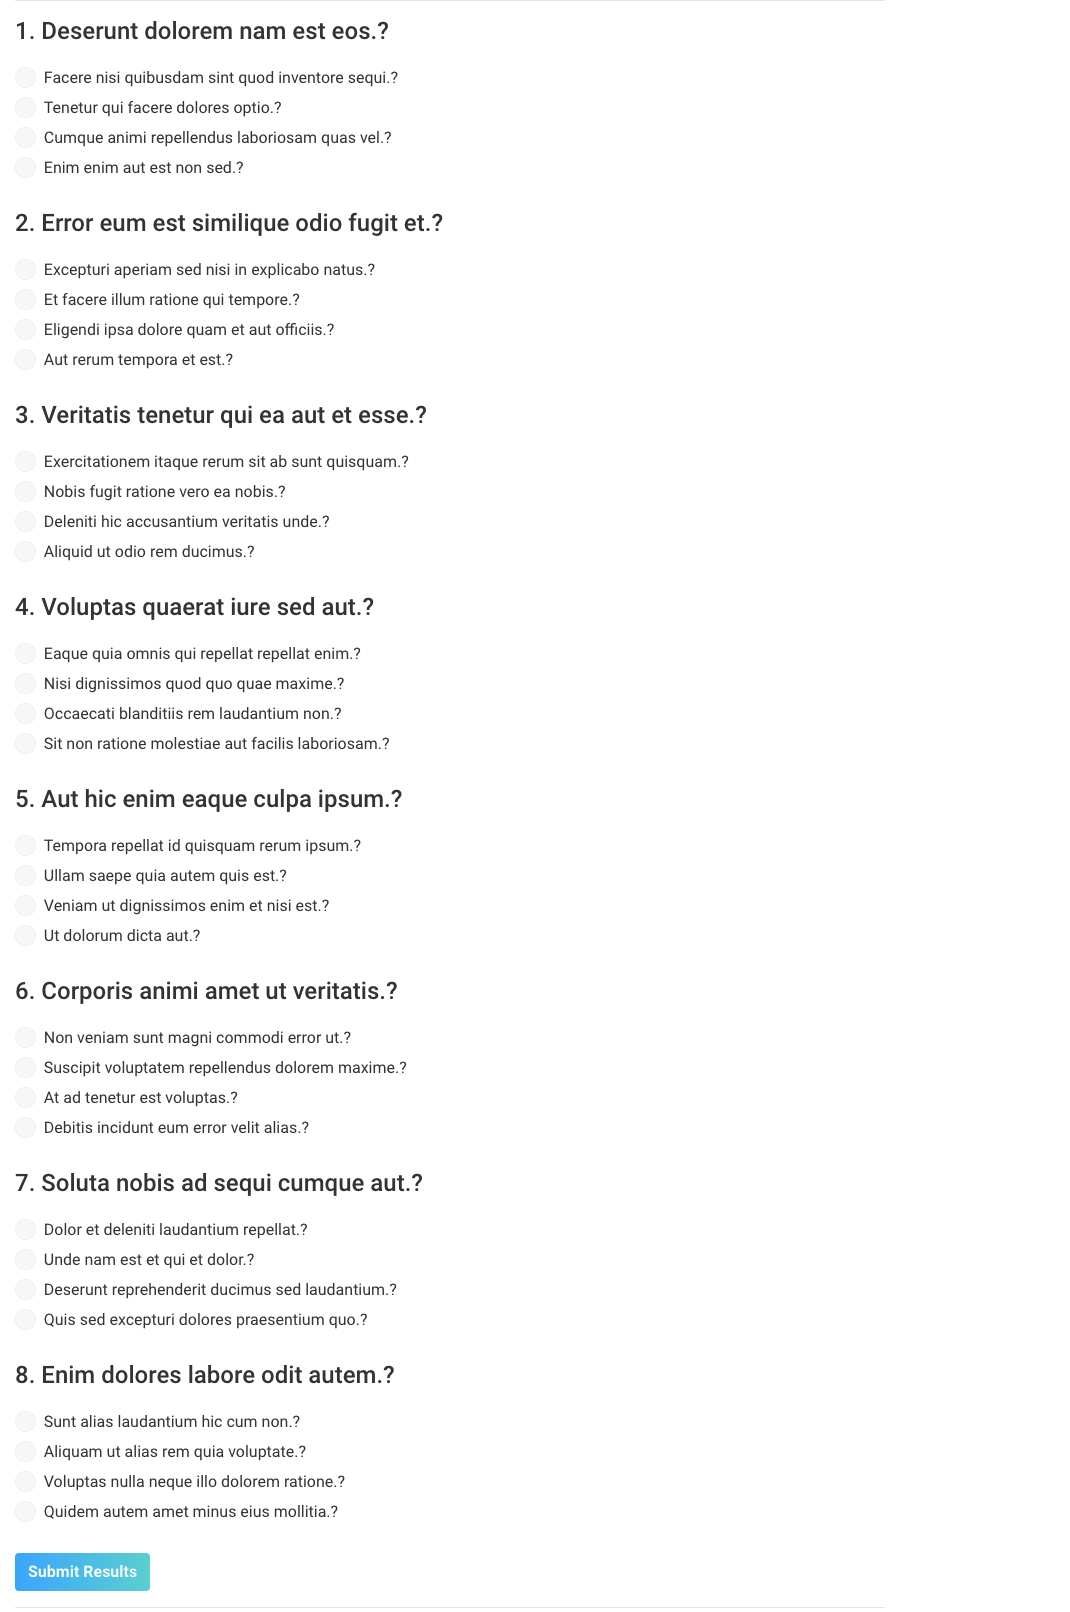 1. Deserunt dolorem nam est eos.?
Facere nisi quibusdam sint quod inventore sequi.?
Tenetur qui facere dolores optio.?
Cumque animi repellendus laboriosam quas vel.?
Enim enim aut est non sed.?
2. Error eum est similique odio fugit et.?
Excepturi aperiam sed nisi in explicabo natus.?
Et facere illum ratione qui tempore.?
Eligendi ipsa dolore quam et aut officiis.?
Aut rerum tempora et est.?
3. Veritatis tenetur qui ea aut et esse.?
Exercitationem itaque rerum sit ab sunt quisquam.?
Nobis fugit ratione vero ea nobis.?
Deleniti hic accusantium veritatis unde.?
Aliquid ut odio rem ducimus.?
4. Voluptas quaerat iure sed aut.?
Eaque quia omnis qui repellat repellat enim.?
Nisi dignissimos quod quo quae maxime.?
Occaecati blanditiis rem laudantium non.?
Sit non ratione molestiae aut facilis laboriosam.?
5. Aut hic enim eaque culpa ipsum.?
Tempora repellat id quisquam rerum ipsum.?
Ullam saepe quia autem quis est.?
Veniam ut dignissimos enim et nisi est.?
Ut dolorum dicta aut.?
6. Corporis animi amet ut veritatis.?
Non veniam sunt magni commodi error ut.?
Suscipit voluptatem repellendus dolorem maxime.?
At ad tenetur est voluptas.?
Debitis incidunt eum error velit alias.?
7. Soluta nobis ad sequi cumque aut.?
Dolor et deleniti laudantium repellat.?
Unde nam est et qui et dolor.?
Deserunt reprehenderit ducimus sed laudantium.?
Quis sed excepturi dolores praesentium quo.?
8. Enim dolores labore odit autem.?
Sunt alias laudantium hic cum non.?
Aliquam ut alias rem quia voluptate.?
Voluptas nulla neque illo dolorem ratione.?
Quidem autem amet minus eius mollitia.?
Submit Results